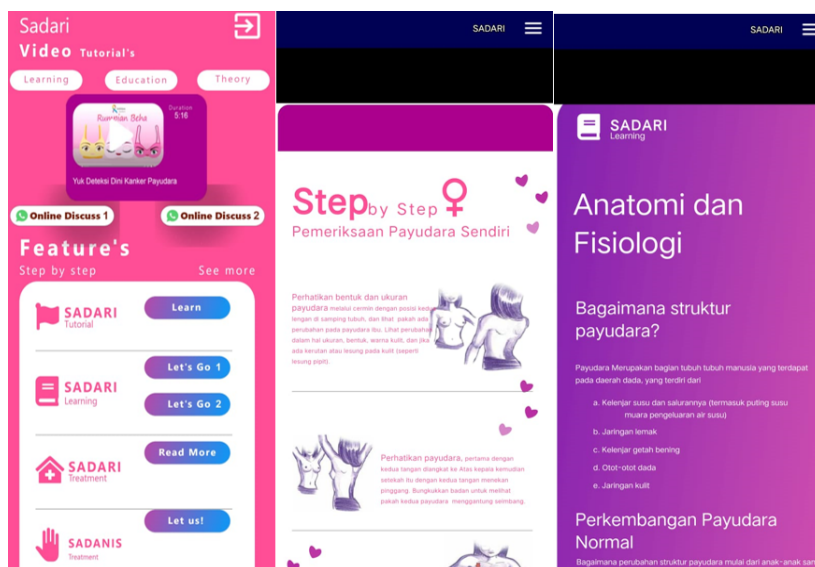 Sadari
Video Tutorial's
Learning Education Theory
Rumpian Beha
Duration
5:16
Yuk Deteksi Dini Kanker Payudara
Online Discuss 1 Online Discuss 2
Feature's
Step by step See more
SADARI
Tutorial
Learn
SADARI
Learning
Let's Go 1
Let's Go 2
SADARI
Treatment
Read More
SADANIS
Treatment
Let us!
SADARI
Step by Step
Pemeriksaan Payudara Sendiri
Perhatikan bentuk dan ukuran
payudara melalui cermin dengan posisi kedu
lengan di samping tubuh, dan lihat pakah ada
perubahan pada payudara ibu. Lihat perubahan
dalam hal ukuran, bentuk, warna kulit, dan jika
ada kerutan atau lesung pada kulit (seperti
lesung pipit).
Perhatikan payudara, pertama dengan
kedua tangan diangkat ke Atas kepala kemudian
setekah itu dengan kedua tangan menekan
pinggang. Bungkukkan badan untuk melihat
pakah kedua payudara menggantung seimbang.
SADARI
SADARI
Learning
Anatomi dan
Fisiologi
Bagaimana struktur
payudara?
Payudara Merupakan bagian tubuh tubuh manusia yang terdapat
pada daerah dada, yang terdiri dari
a. Kelenjar susu dan salurannya (termasuk puting susu
muara pengeluaran air susu)
b. Jaringan lemak
c. Kelenjar getah bening
d. Otot-otot dada
e. Jaringan kulit
Perkembangan Payudara
Normal
Bagaimana perubahan struktur payudara mulai dari anak-anak sam